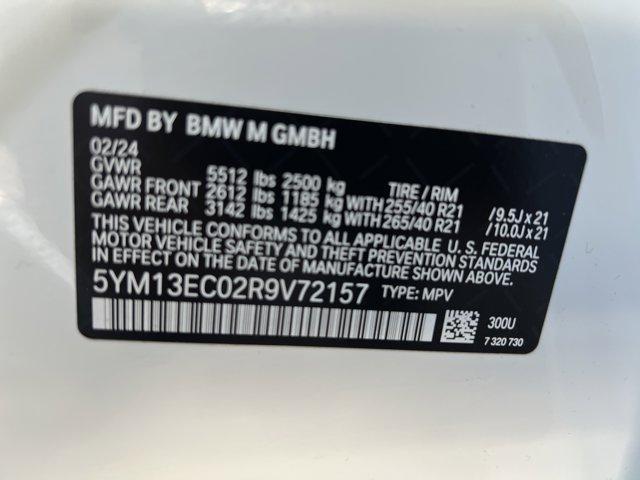 MFD BY BMW M GMBH
02/24
GVWR 5512 lbs 2500 kg
GAWR FRONT 2612 lbs 1185 kg TIRE / RIM
GAWR REAR 3142 lbs 1425 kg WITH 255/40 R21 /9.5J x 21
WITH 265/40 R21 /10.0J x 21
THIS VEHICLE CONFORMS TO ALL APPLICABLE U.S. FEDERAL
MOTOR VEHICLE SAFETY AND THEFT PREVENTION STANDARDS
IN EFFECT ON THE DATE OF MANUFACTURE SHOWN ABOVE.
5YM13EC02R9V72157 TYPE: MPV
300U
7 320 730